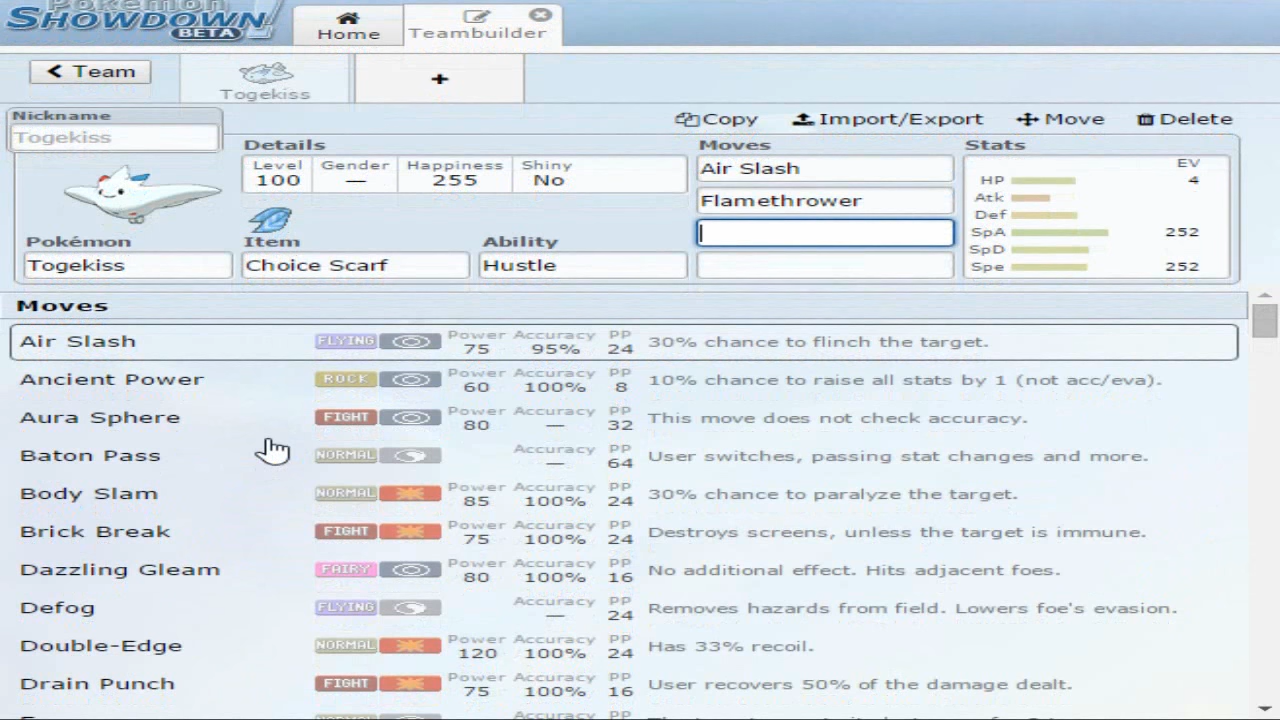 Pokémon
SHOWDOWN
BETA
Home
Teambuilder
Team
Togekiss
+
Nickname
Togekiss
Copy Import/Export Move Delete
Details
Level Gender Happiness Shiny
100 — 255 No
Moves
Air Slash
Flamethrower
Stats
EV
HP 4
Atk
Def
SpA 252
SpD
Spe 252
Pokémon Item Ability
Togekiss Choice Scarf Hustle
Moves
Air Slash FLYING Power 75 Accuracy 95% PP 24 30% chance to flinch the target.
Ancient Power ROCK Power 60 Accuracy 100% PP 8 10% chance to raise all stats by 1 (not acc/eva).
Aura Sphere FIGHT Power 80 Accuracy — PP 32 This move does not check accuracy.
Baton Pass NORMAL Accuracy — PP 64 User switches, passing stat changes and more.
Body Slam NORMAL Power 85 Accuracy 100% PP 24 30% chance to paralyze the target.
Brick Break FIGHT Power 75 Accuracy 100% PP 24 Destroys screens, unless the target is immune.
Dazzling Gleam FAIRY Power 80 Accuracy 100% PP 16 No additional effect. Hits adjacent foes.
Defog FLYING Accuracy — PP 24 Removes hazards from field. Lowers foe's evasion.
Double-Edge NORMAL Power 120 Accuracy 100% PP 24 Has 33% recoil.
Drain Punch FIGHT Power 75 Accuracy 100% PP 16 User recovers 50% of the damage dealt.